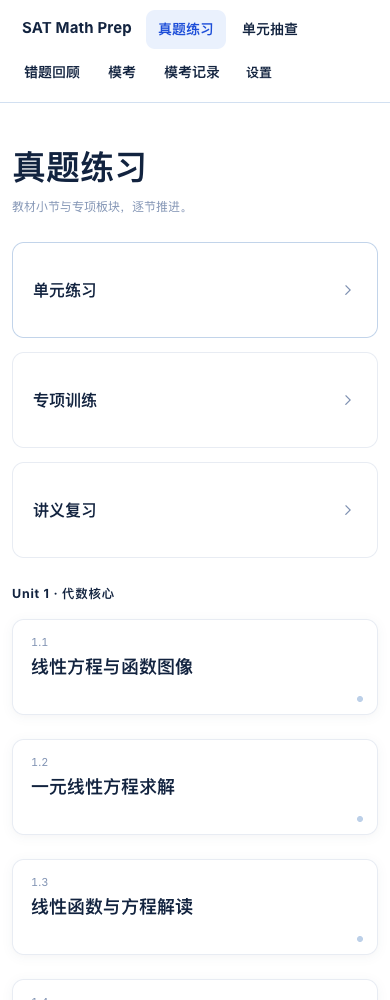 SAT Math Prep 真题练习 单元抽查
错题回顾 模考 模考记录 设置
真题练习
教材小节与专项板块，逐节推进。
单元练习
专项训练
讲义复习
Unit 1 · 代数核心
1.1
线性方程与函数图像
1.2
一元线性方程求解
1.3
线性函数与方程解读